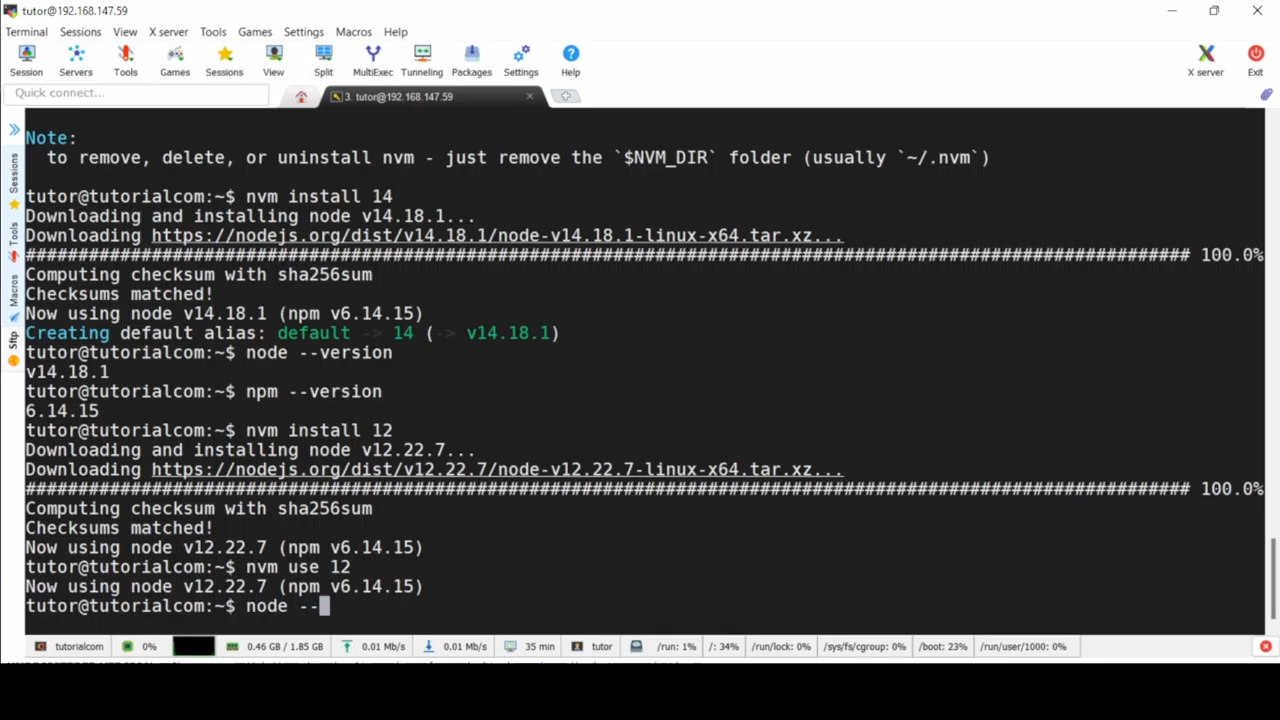 tutor@192.168.147.59
Terminal Sessions View X server Tools Games Settings Macros Help
Session Servers Tools Games Sessions View Split MultiExec Tunneling Packages Settings Help X server Exit
Quick connect...
3. tutor@192.168.147.59
Sessions
Tools
Macros
Sftp
Note:
to remove, delete, or uninstall nvm - just remove the `$NVM_DIR` folder (usually `~/.nvm`)
tutor@tutorialcom:~$ nvm install 14
Downloading and installing node v14.18.1...
Downloading https://nodejs.org/dist/v14.18.1/node-v14.18.1-linux-x64.tar.xz...
############################################################################################################### 100.0%
Computing checksum with sha256sum
Checksums matched!
Now using node v14.18.1 (npm v6.14.15)
Creating default alias: default -> 14 (-> v14.18.1)
tutor@tutorialcom:~$ node --version
v14.18.1
tutor@tutorialcom:~$ npm --version
6.14.15
tutor@tutorialcom:~$ nvm install 12
Downloading and installing node v12.22.7...
Downloading https://nodejs.org/dist/v12.22.7/node-v12.22.7-linux-x64.tar.xz...
############################################################################################################### 100.0%
Computing checksum with sha256sum
Checksums matched!
Now using node v12.22.7 (npm v6.14.15)
tutor@tutorialcom:~$ nvm use 12
Now using node v12.22.7 (npm v6.14.15)
tutor@tutorialcom:~$ node --
tutorialcom 0% 0.46 GB / 1.85 GB 0.01 Mb/s 0.01 Mb/s 35 min tutor /run: 1% /: 34% /run/lock: 0% /sys/fs/cgroup: 0% /boot: 23% /run/user/1000: 0%